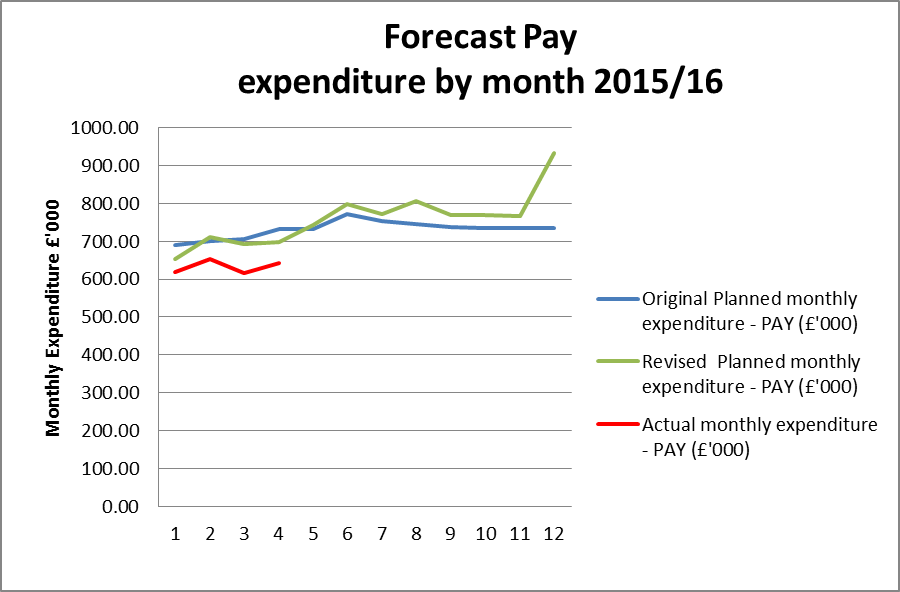 Forecast Pay
expenditure by month 2015/16
Monthly Expenditure £'000
1000.00
900.00
800.00
700.00
600.00
500.00
400.00
300.00
200.00
100.00
0.00
1 2 3 4 5 6 7 8 9 10 11 12
Original Planned monthly
expenditure - PAY (£'000)
Revised  Planned monthly
expenditure - PAY (£'000)
Actual monthly expenditure
- PAY (£'000)